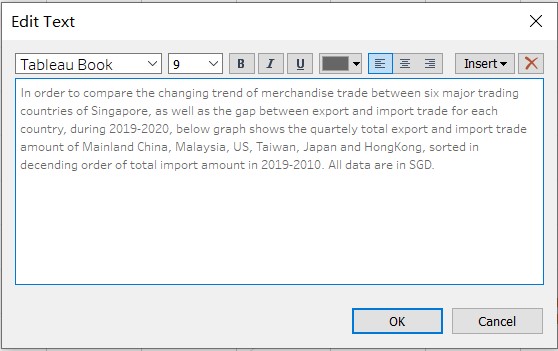 Edit Text
Tableau Book 9 B I U Insert
In order to compare the changing trend of merchandise trade between six major trading
countries of Singapore, as well as the gap between export and import trade for each
country, during 2019-2020, below graph shows the quartely total export and import trade
amount of Mainland China, Malaysia, US, Taiwan, Japan and HongKong, sorted in
decending order of total import amount in 2019-2010. All data are in SGD.
OK Cancel